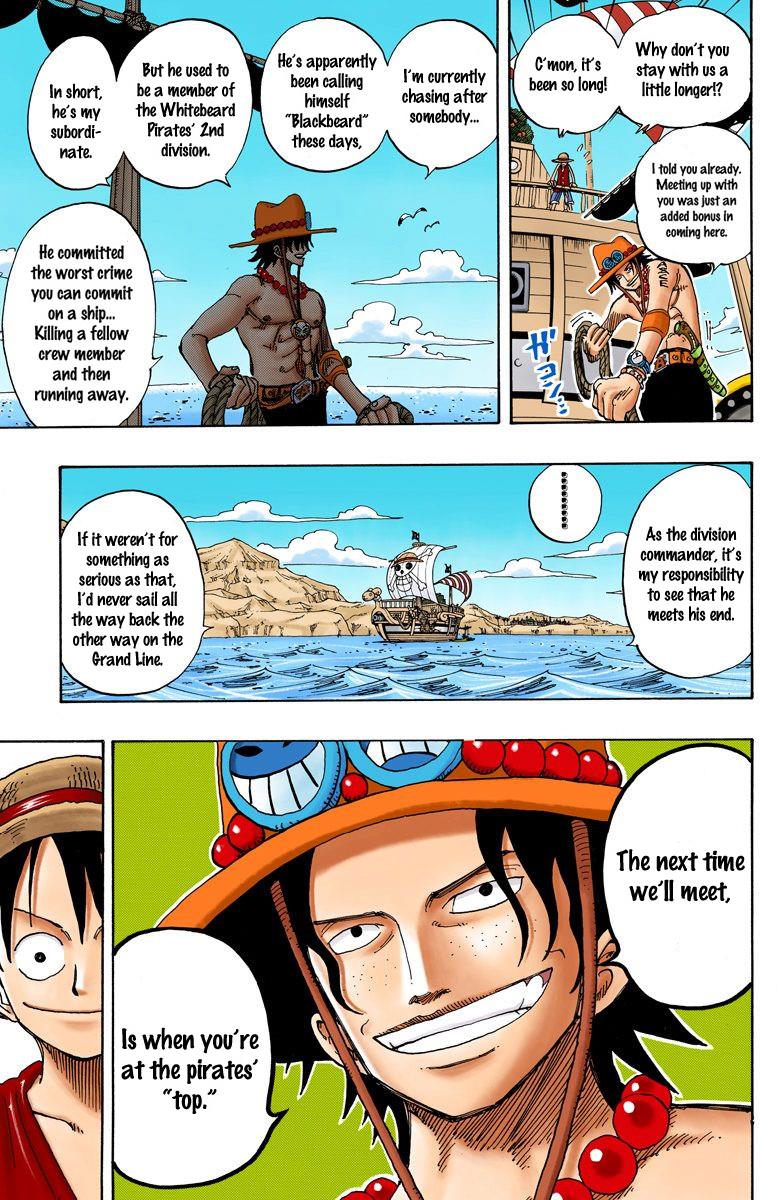 Why don't you
stay with us a
little longer!?
C'mon, it's
been so long!
I told you already.
Meeting up with
you was just an
added bonus in
coming here.
ACE
ガコン…
I'm currently
chasing after
somebody...
He's apparently
been calling
himself
"Blackbeard"
these days,
But he used to
be a member of
the Whitebeard
Pirates' 2nd
division.
In short,
he's my
subordi-
nate.
He committed
the worst crime
you can commit
on a ship...
Killing a fellow
crew member
and then
running away.
As the division
commander, it's
my responsibility
to see that he
meets his end.
.........
If it weren't for
something as
serious as that,
I'd never sail all
the way back the
other way on the
Grand Line.
The next time
we'll meet,
Is when you're
at the pirates'
"top."